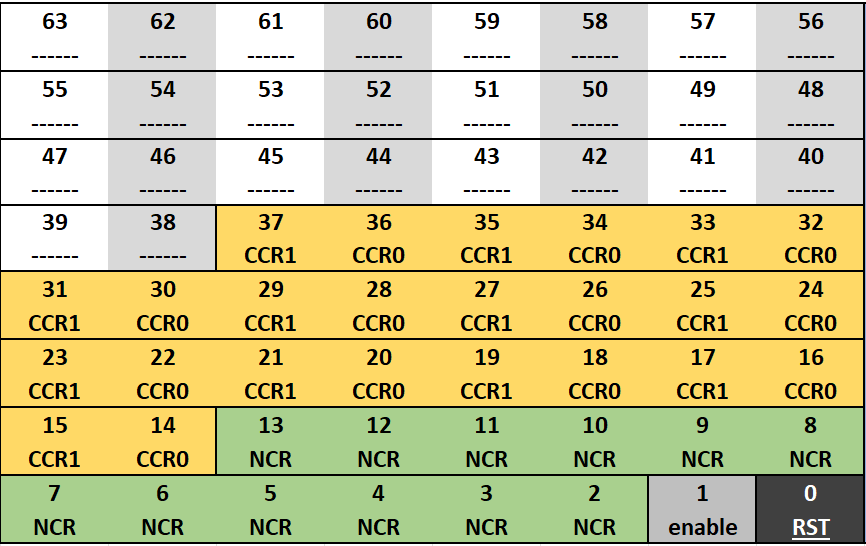 63 62 61 60 59 58 57 56
------ ------ ------ ------ ------ ------ ------ ------
55 54 53 52 51 50 49 48
------ ------ ------ ------ ------ ------ ------ ------
47 46 45 44 43 42 41 40
------ ------ ------ ------ ------ ------ ------ ------
39 38 37 36 35 34 33 32
------ ------ CCR1 CCR0 CCR1 CCR0 CCR1 CCR0
31 30 29 28 27 26 25 24
CCR1 CCR0 CCR1 CCR0 CCR1 CCR0 CCR1 CCR0
23 22 21 20 19 18 17 16
CCR1 CCR0 CCR1 CCR0 CCR1 CCR0 CCR1 CCR0
15 14 13 12 11 10 9 8
CCR1 CCR0 NCR NCR NCR NCR NCR NCR
7 6 5 4 3 2 1 0
NCR NCR NCR NCR NCR NCR enable RST